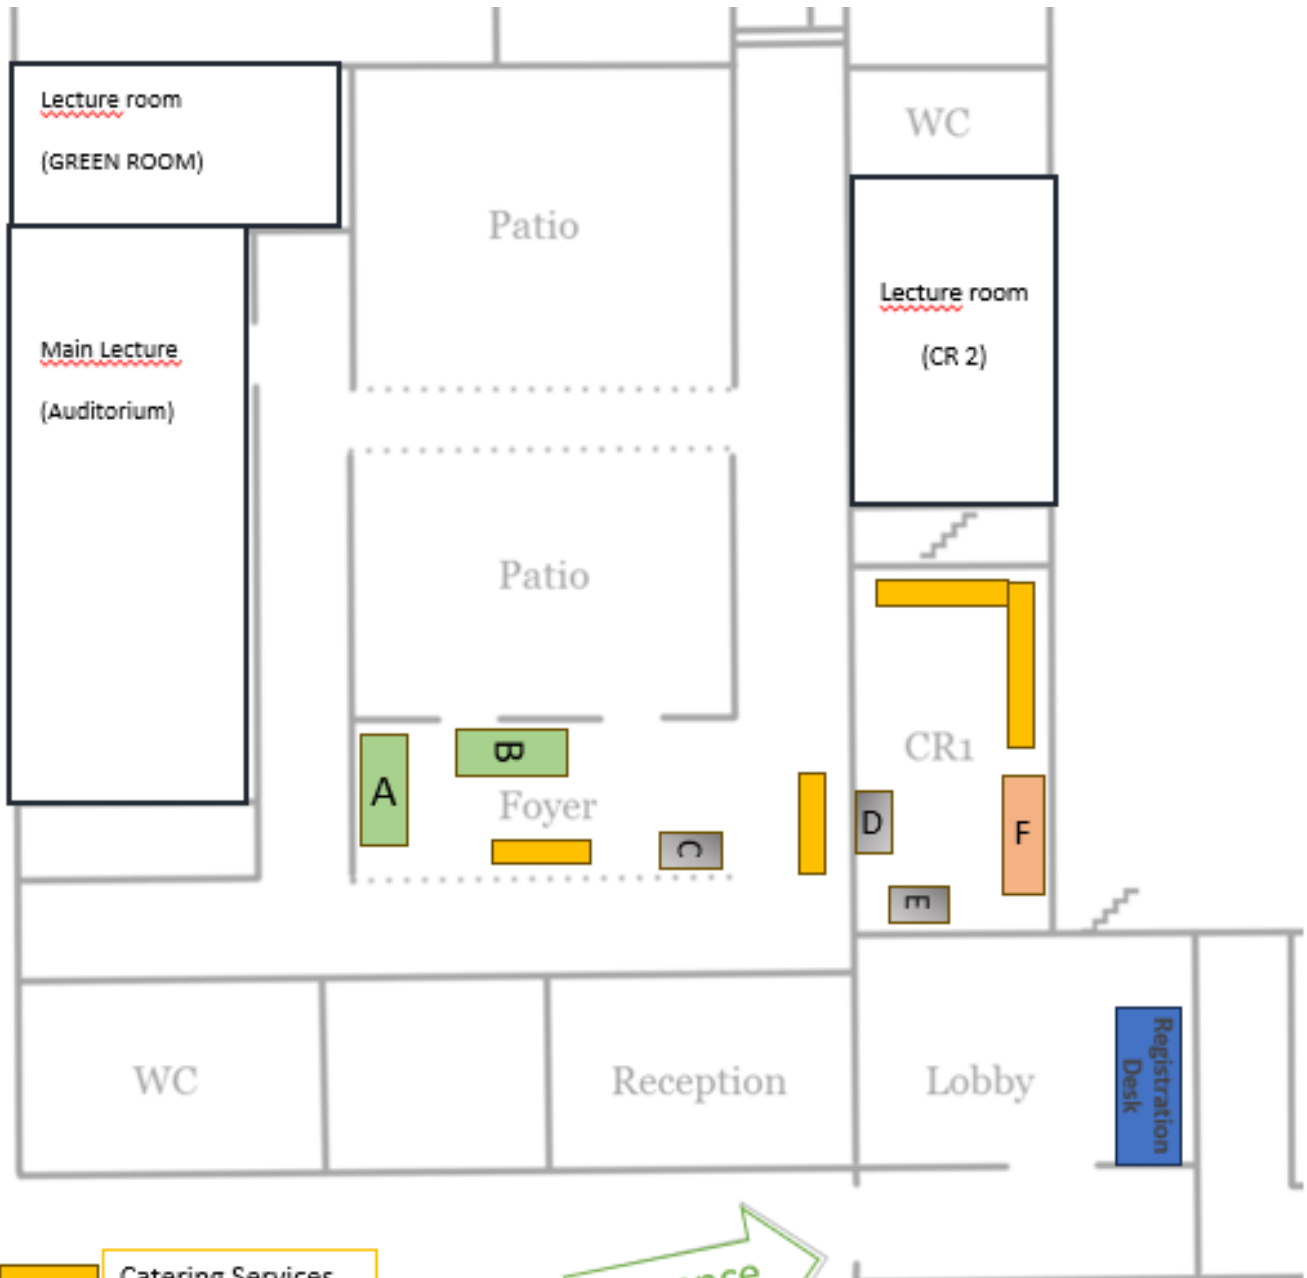 Lecture room
(GREEN ROOM)
WC
Patio
Lecture room
(CR 2)
Main Lecture
(Auditorium)
Patio
CR1
A
B
Foyer
C
D
E
F
WC
Reception
Lobby
Registration
Desk
Catering Services